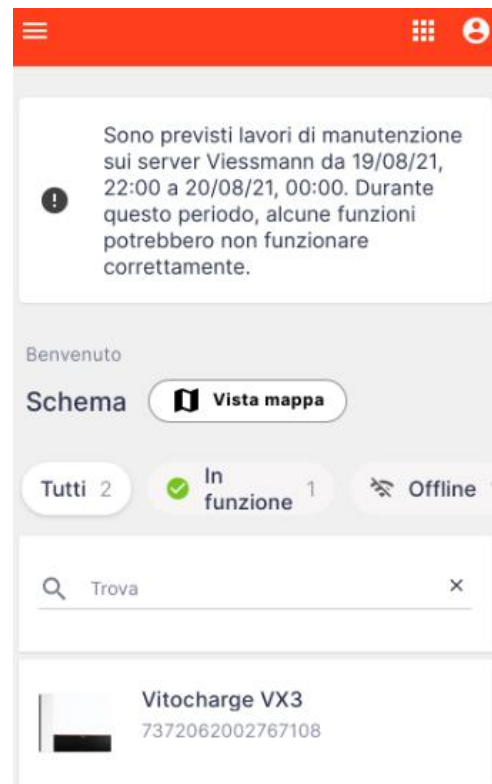 Sono previsti lavori di manutenzione
sui server Viessmann da 19/08/21,
22:00 a 20/08/21, 00:00. Durante
questo periodo, alcune funzioni
potrebbero non funzionare
correttamente.
Benvenuto
Schema Vista mappa
Tutti 2 In funzione 1 Offline
Trova
Vitocharge VX3
7372062002767108